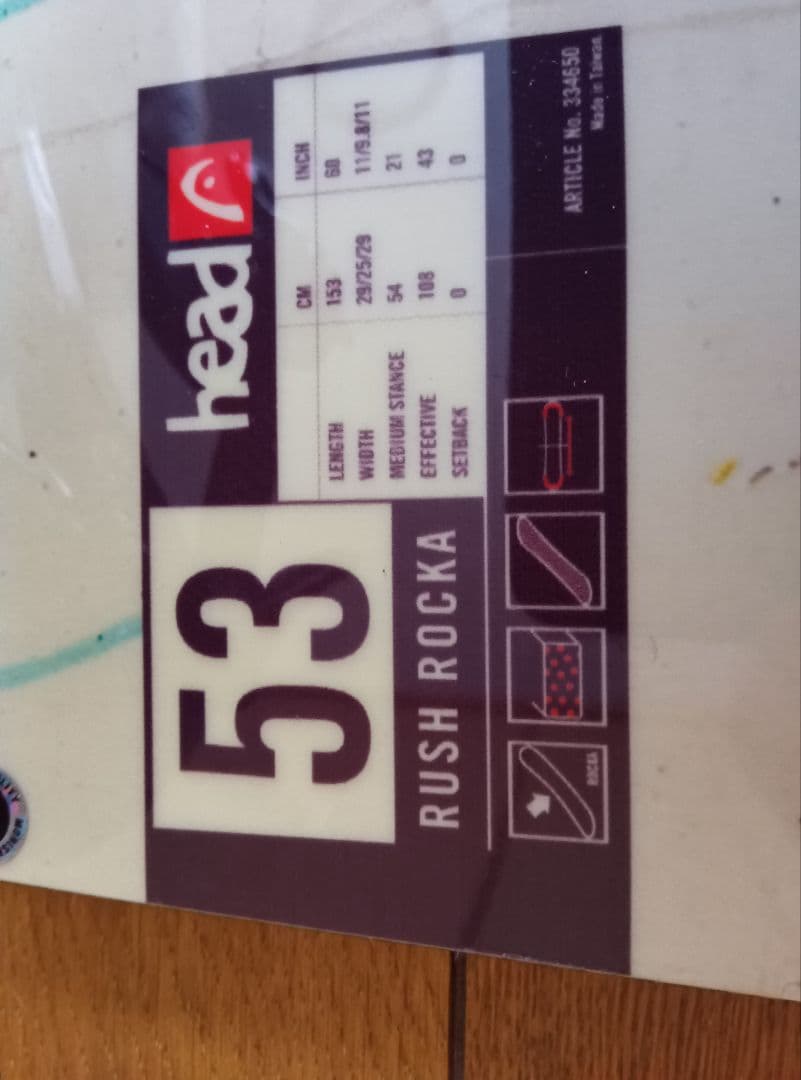 head
53
RUSH ROCKA
CM INCH
LENGTH 153 60
WIDTH 29/25/29 11/9.8/11
MEDIUM STANCE 54 21
EFFECTIVE 108 43
SETBACK 0 0
ROCKA
ARTICLE No. 334650
Made in Taiwan.